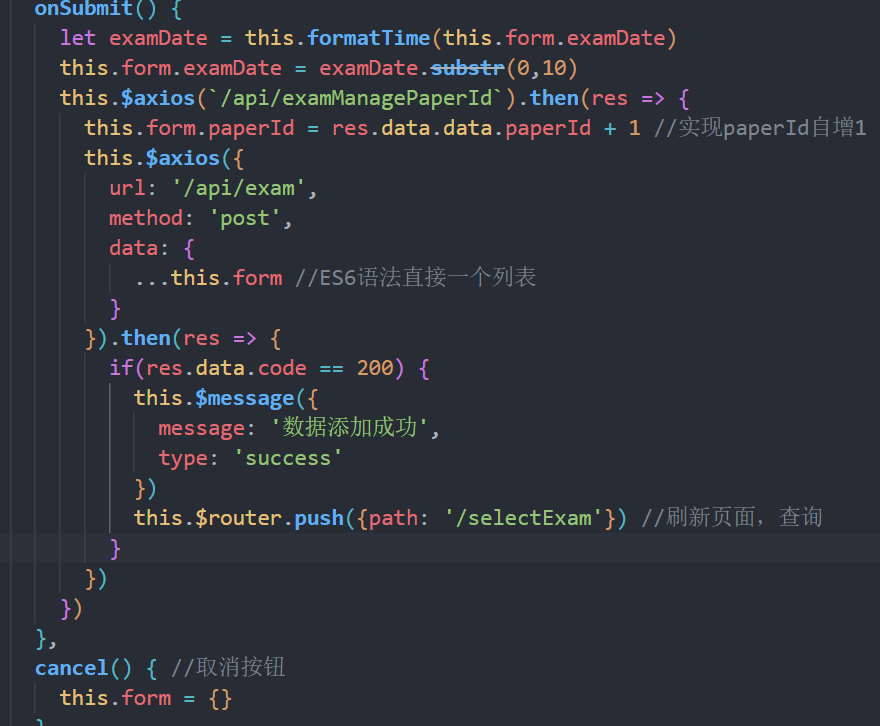 onSubmit() {
let examDate = this.formatTime(this.form.examDate)
this.form.examDate = examDate.substr(0,10)
this.$axios(`/api/examManagePaperId`).then(res => {
this.form.paperId = res.data.data.paperId + 1 //实现paperId自增1
this.$axios({
url: '/api/exam',
method: 'post',
data: {
...this.form //ES6语法直接一个列表
}
}).then(res => {
if(res.data.code == 200) {
this.$message({
message: '数据添加成功',
type: 'success'
})
this.$router.push({path: '/selectExam'}) //刷新页面，查询
}
})
})
},
cancel() { //取消按钮
this.form = {}